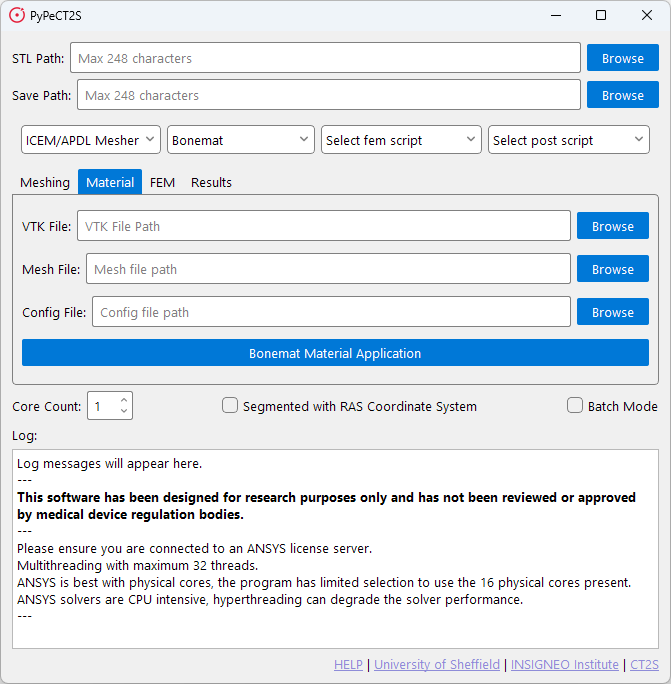 PyPeCT2S
STL Path: Max 248 characters Browse
Save Path: Max 248 characters Browse
ICEM/APDL Mesher Bonemat Select fem script Select post script
Meshing Material FEM Results
VTK File: VTK File Path Browse
Mesh File: Mesh file path Browse
Config File: Config file path Browse
Bonemat Material Application
Core Count: 1 Segmented with RAS Coordinate System Batch Mode
Log:
Log messages will appear here.
---
This software has been designed for research purposes only and has not been reviewed or approved
by medical device regulation bodies.
---
Please ensure you are connected to an ANSYS license server.
Multithreading with maximum 32 threads.
ANSYS is best with physical cores, the program has limited selection to use the 16 physical cores present.
ANSYS solvers are CPU intensive, hyperthreading can degrade the solver performance.
---
HELP | University of Sheffield | INSIGNEO Institute | CT2S